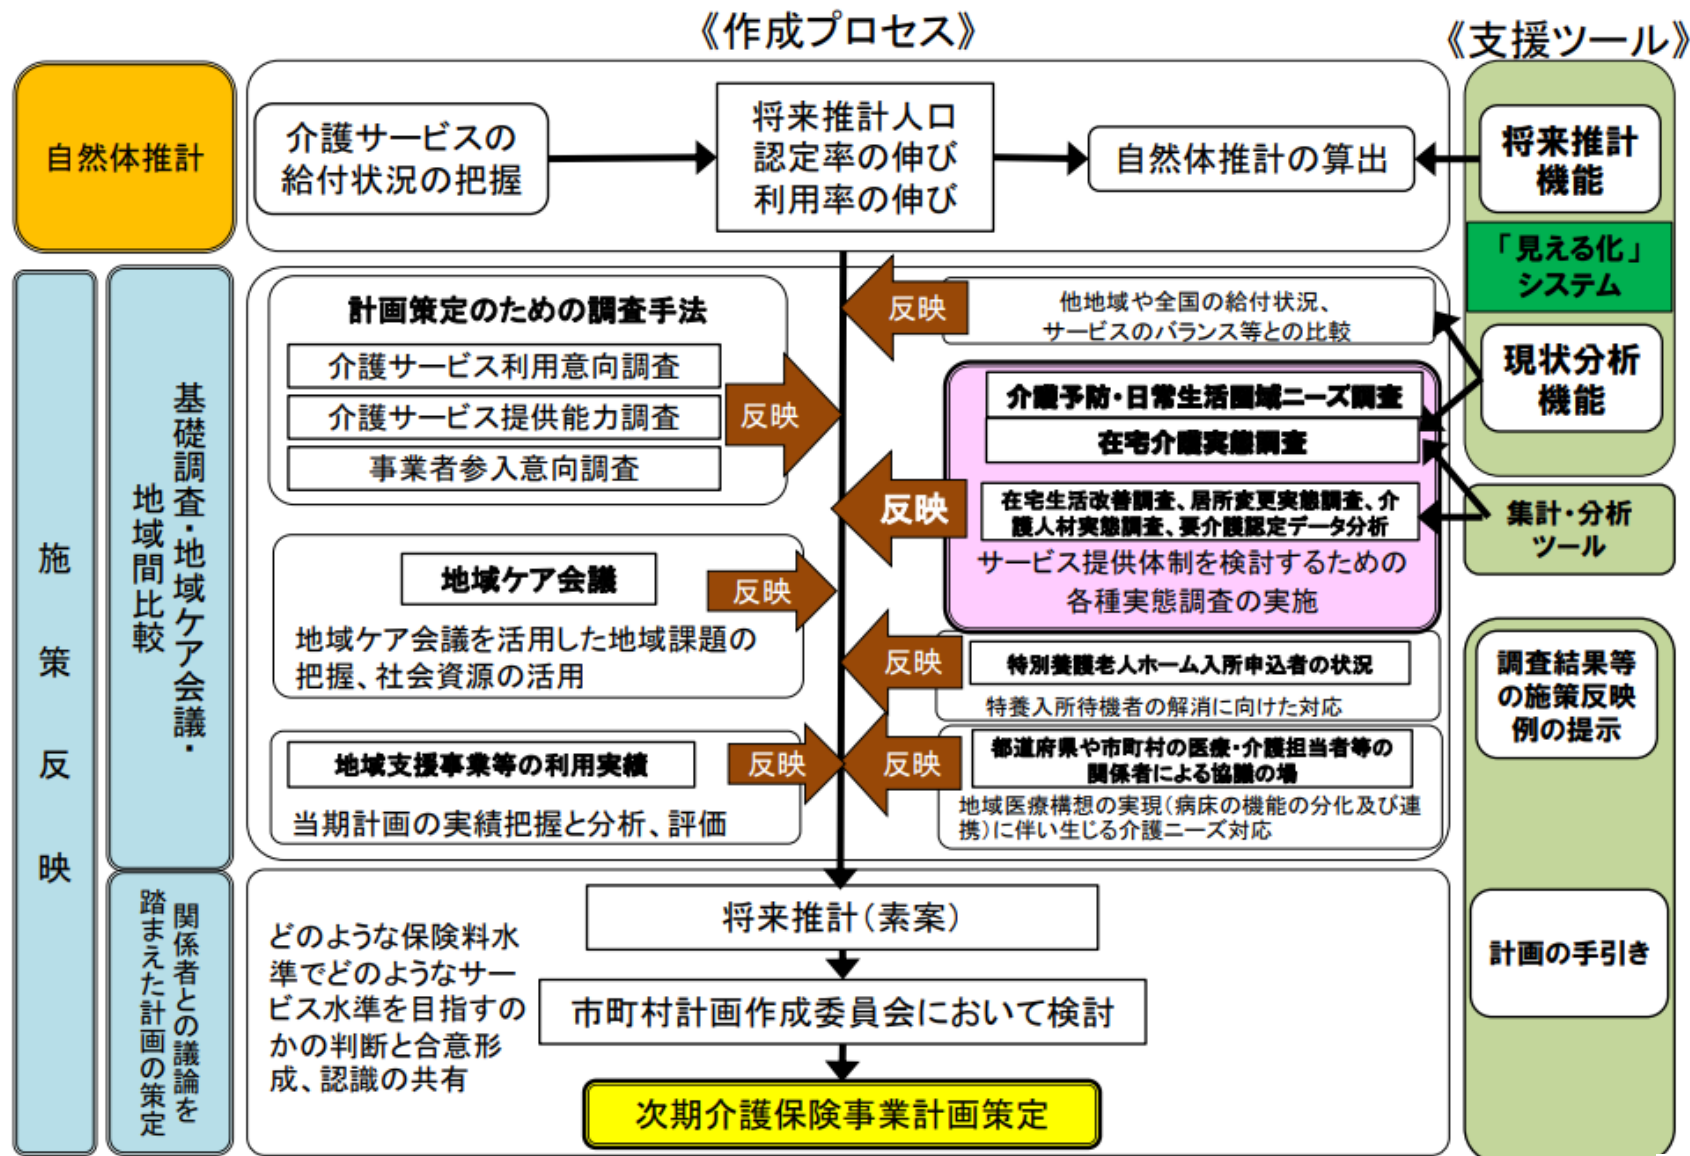 《作成プロセス》
《支援ツール》
自然体推計
介護サービスの
給付状況の把握
将来推計人口
認定率の伸び
利用率の伸び
自然体推計の算出
将来推計
機能
「見える化」
システム
現状分析
機能
施策反映
基礎調査・地域ケア会議・
地域間比較
計画策定のための調査手法
介護サービス利用意向調査
介護サービス提供能力調査
事業者参入意向調査
反映
反映
他地域や全国の給付状況、
サービスのバランス等との比較
介護予防・日常生活圏域ニーズ調査
在宅介護実態調査
反映
在宅生活改善調査、居所変更実態調査、介
護人材実態調査、要介護認定データ分析
サービス提供体制を検討するための
各種実態調査の実施
集計・分析
ツール
地域ケア会議
地域ケア会議を活用した地域課題の
把握、社会資源の活用
反映
反映
特別養護老人ホーム入所申込者の状況
特養入所待機者の解消に向けた対応
調査結果等
の施策反映
例の提示
地域支援事業等の利用実績
当期計画の実績把握と分析、評価
反映
反映
都道府県や市町村の医療・介護担当者等の
関係者による協議の場
地域医療構想の実現(病床の機能の分化及び連
携)に伴い生じる介護ニーズ対応
関係者との議論を
踏まえた計画の策定
どのような保険料水
準でどのようなサー
ビス水準を目指すの
かの判断と合意形
成、認識の共有
将来推計(素案)
市町村計画作成委員会において検討
次期介護保険事業計画策定
計画の手引き